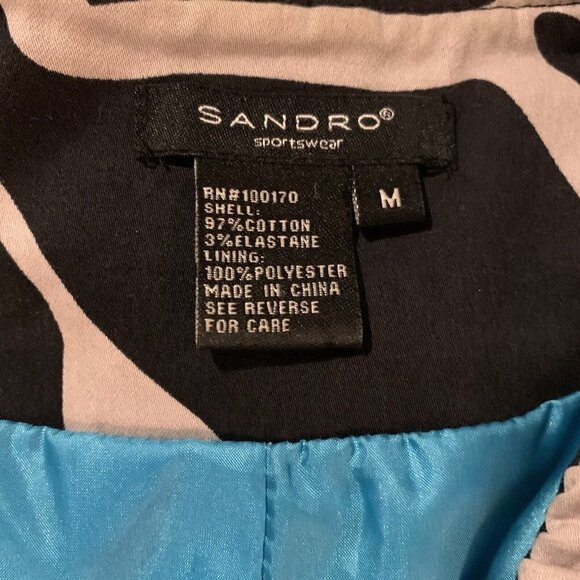 SANDRO®
sportswear
M
RN#100170
SHELL:
97%COTTON
3%ELASTANE
LINING:
100%POLYESTER
MADE IN CHINA
SEE REVERSE
FOR CARE